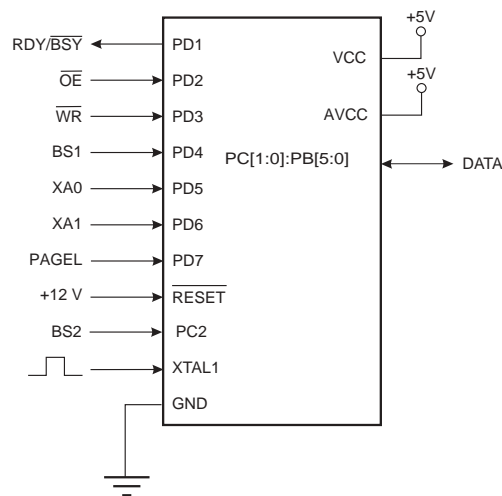 RDY/BSY PD1
OE PD2
WR PD3
BS1 PD4
XA0 PD5
XA1 PD6
PAGEL PD7
+12 V RESET
BS2 PC2
XTAL1
GND
+5V
VCC
+5V
AVCC
PC[1:0]:PB[5:0] DATA